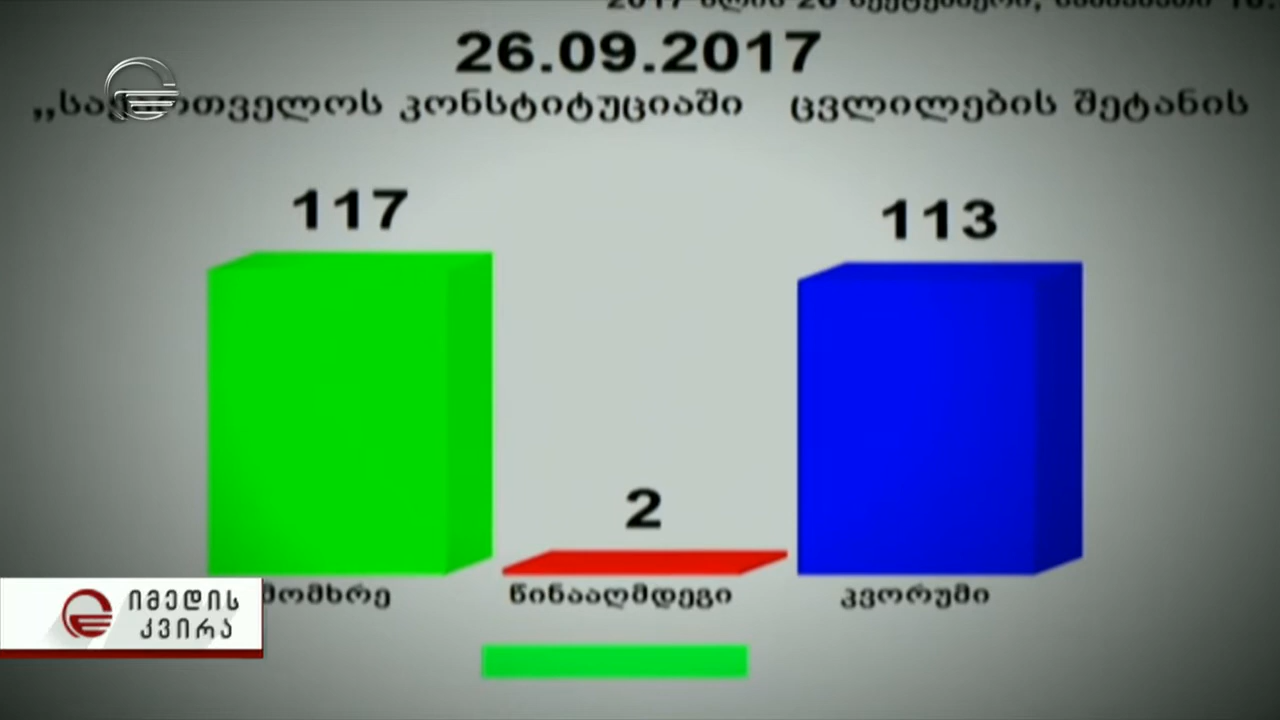 26.09.2017
,,საქართველოს კონსტიტუციაში ცვლილების შეტანის
117
113
2
მომხრე წინააღმდეგი კვორუმი
იმედის
კვირა